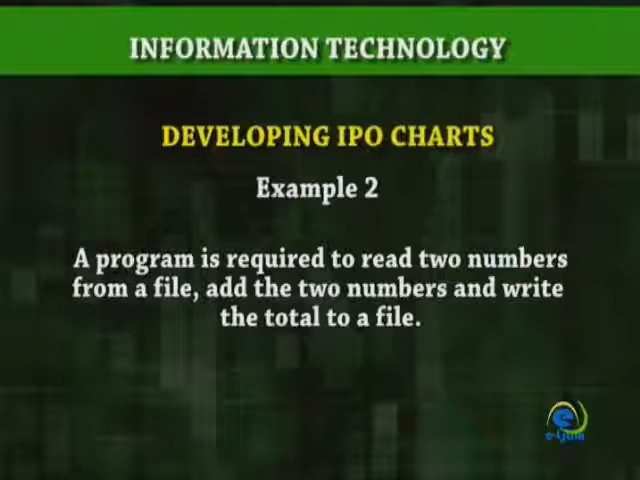 INFORMATION TECHNOLOGY
DEVELOPING IPO CHARTS
Example 2
A program is required to read two numbers
from a file, add the two numbers and write
the total to a file.